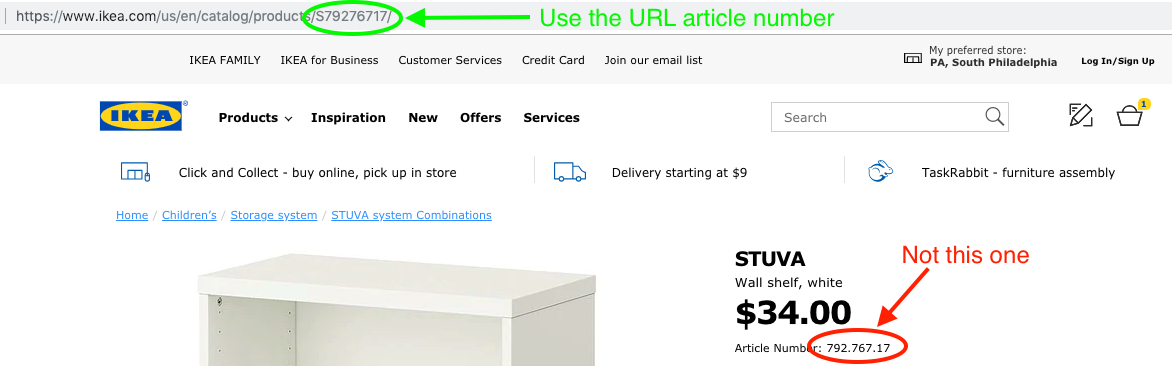 https://www.ikea.com/us/en/catalog/products/S79276717/ Use the URL article number
IKEA FAMILY IKEA for Business Customer Services Credit Card Join our email list My preferred store: PA, South Philadelphia Log In/Sign Up
IKEA ® Products Inspiration New Offers Services Search 1
Click and Collect - buy online, pick up in store Delivery starting at $9 TaskRabbit - furniture assembly
Home / Children's / Storage system / STUVA system Combinations
STUVA
Not this one
Wall shelf, white
$34.00
Article Number: 792.767.17